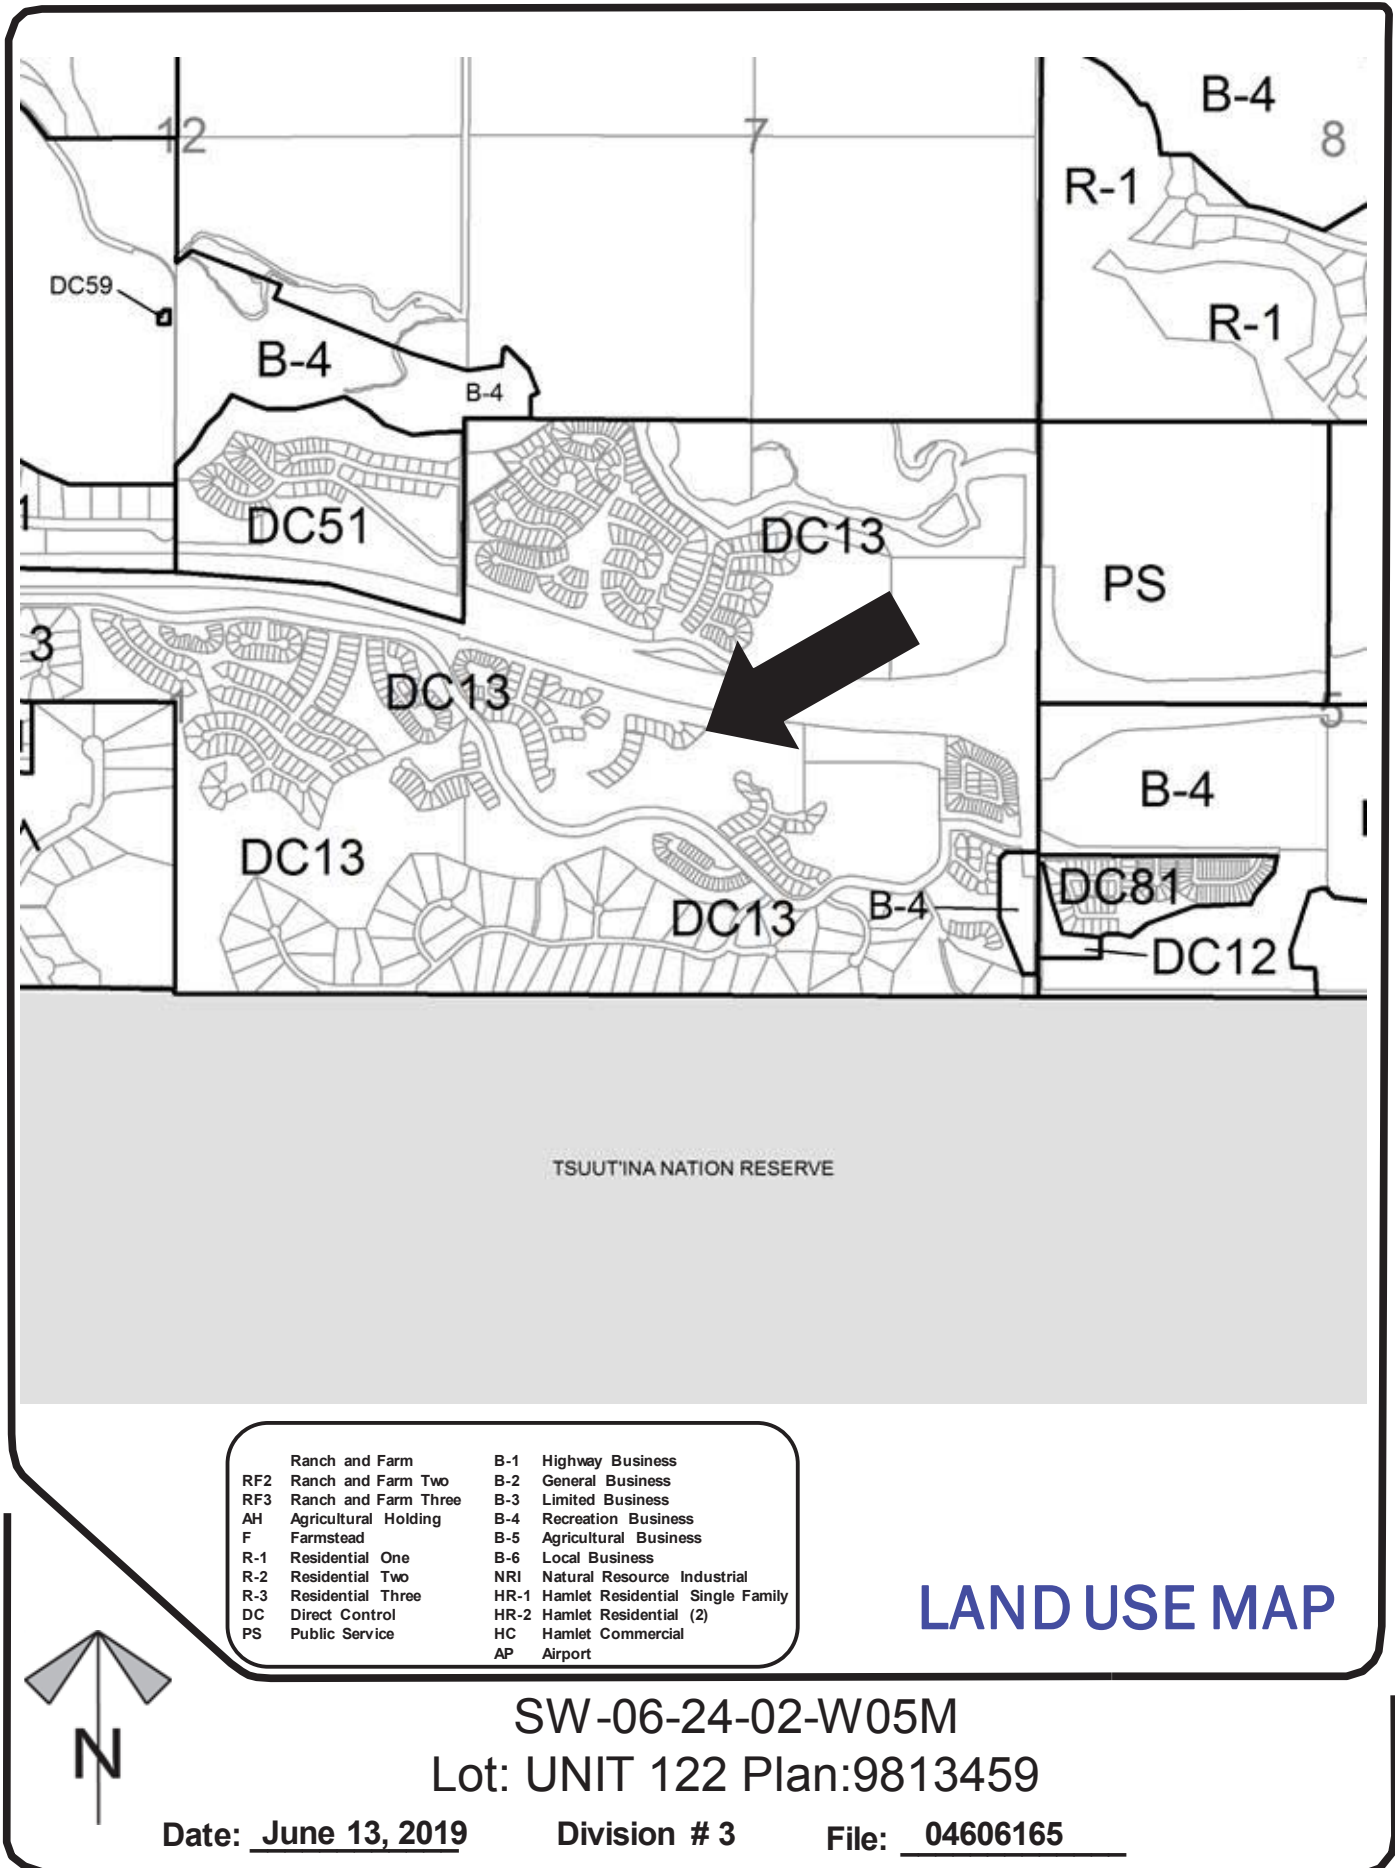 12
7
8
B-4
R-1
DC59
R-1
B-4
B-4
DC51
DC13
1
PS
3
DC13
1
5
B-4
DC13
DC81
DC13
B-4
DC12
TSUUT'INA NATION RESERVE
Ranch and Farm
RF2 Ranch and Farm Two
RF3 Ranch and Farm Three
AH Agricultural Holding
F Farmstead
R-1 Residential One
R-2 Residential Two
R-3 Residential Three
DC Direct Control
PS Public Service
B-1 Highway Business
B-2 General Business
B-3 Limited Business
B-4 Recreation Business
B-5 Agricultural Business
B-6 Local Business
NRI Natural Resource Industrial
HR-1 Hamlet Residential Single Family
HR-2 Hamlet Residential (2)
HC Hamlet Commercial
AP Airport
LAND USE MAP
N
SW-06-24-02-W05M
Lot: UNIT 122 Plan:9813459
Date: June 13, 2019 Division # 3 File: 04606165